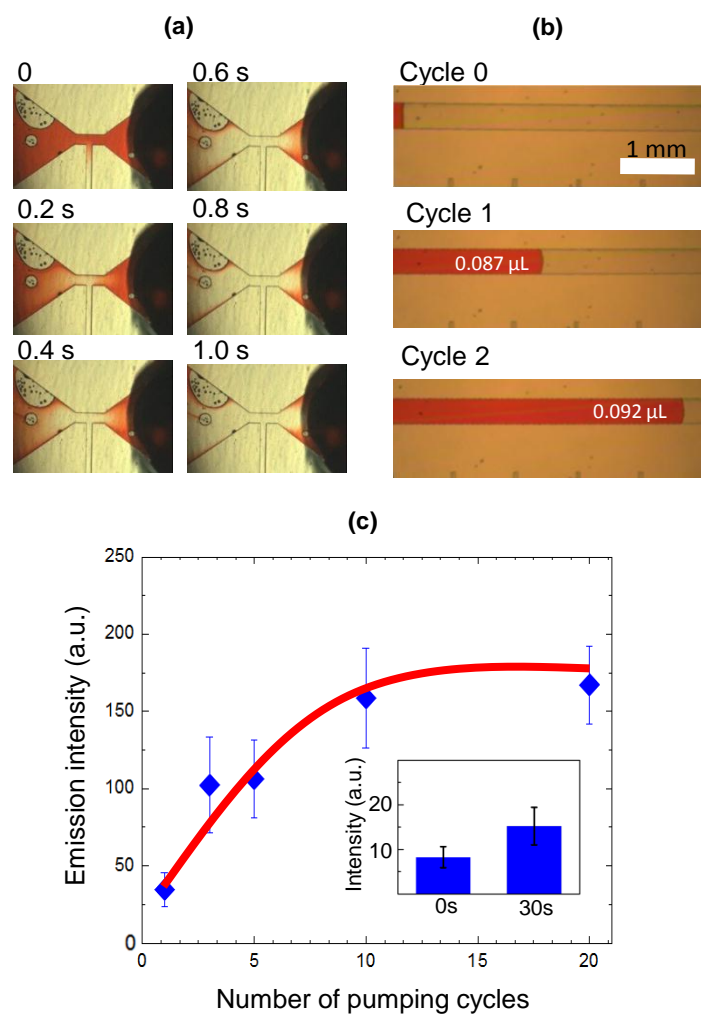 (a)
(b)
0
0.6 s
Cycle 0
1 mm
0.2 s
0.8 s
Cycle 1
0.087 µL
0.4 s
1.0 s
Cycle 2
0.092 µL
(c)
250
200
150
100
50
0
Emission intensity (a.u.)
Intensity (a.u.)
20
10
0s
30s
0
5
10
15
20
Number of pumping cycles